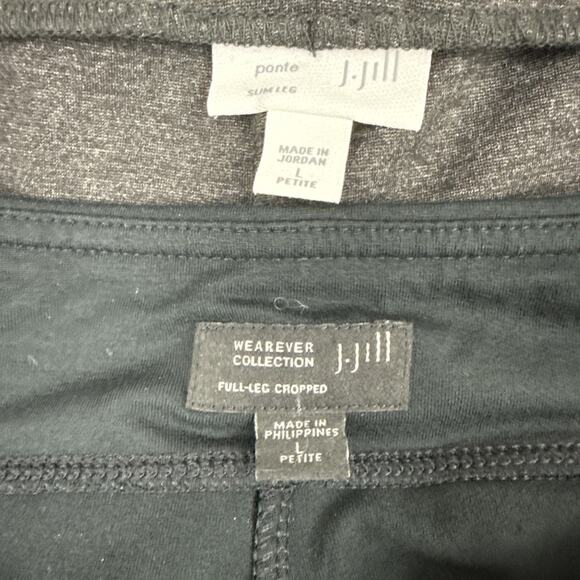 ponte J.Jill
SLIM LEG
MADE IN
JORDAN
L
PETITE
WEAREVER J.Jill
COLLECTION
FULL-LEG CROPPED
MADE IN
PHILIPPINES
L
PETITE